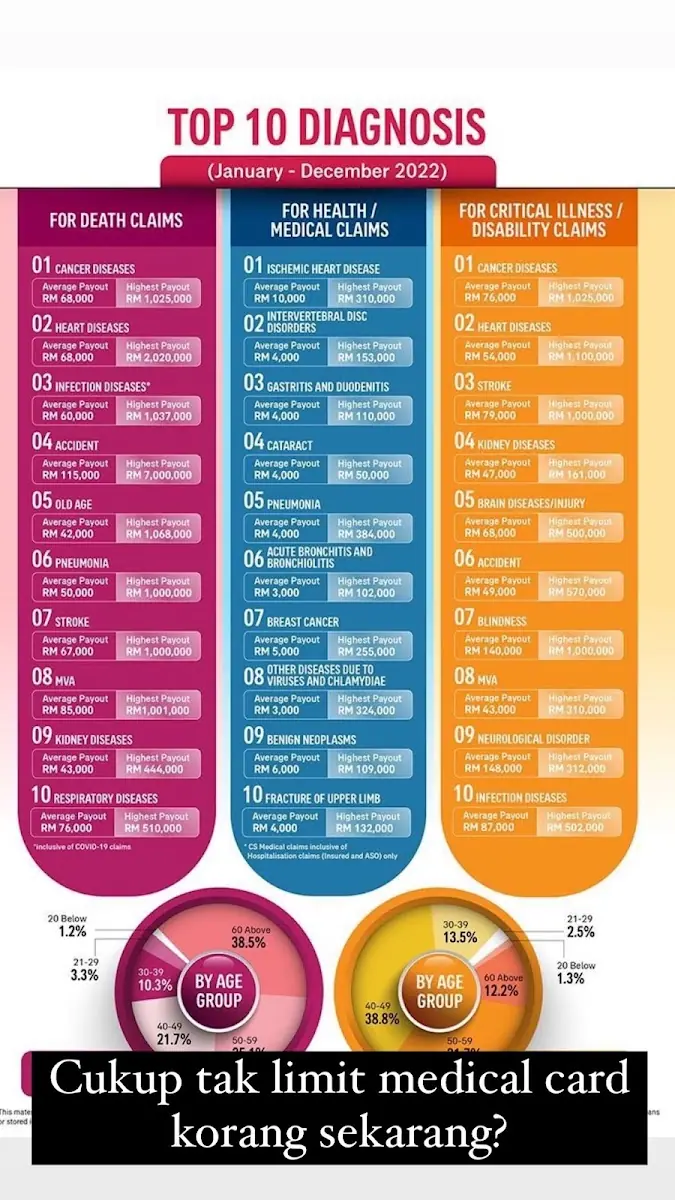 TOP 10 DIAGNOSIS
(January - December 2022)
FOR DEATH CLAIMS
01 CANCER DISEASES
Average Payout Highest Payout
RM 68,000 RM 1,025,000
02 HEART DISEASES
Average Payout Highest Payout
RM 68,000 RM 2,020,000
03 INFECTION DISEASES*
Average Payout Highest Payout
RM 60,000 RM 1,037,000
04 ACCIDENT
Average Payout Highest Payout
RM 115,000 RM 7,000,000
05 OLD AGE
Average Payout Highest Payout
RM 42,000 RM 1,068,000
06 PNEUMONIA
Average Payout Highest Payout
RM 50,000 RM 1,000,000
07 STROKE
Average Payout Highest Payout
RM 67,000 RM 1,000,000
08 MVA
Average Payout Highest Payout
RM 85,000 RM1,001,000
09 KIDNEY DISEASES
Average Payout Highest Payout
RM 43,000 RM 444,000
10 RESPIRATORY DISEASES
Average Payout Highest Payout
RM 76,000 RM 510,000
*inclusive of COVID-19 claims
FOR HEALTH /
MEDICAL CLAIMS
01 ISCHEMIC HEART DISEASE
Average Payout Highest Payout
RM 10,000 RM 310,000
02 INTERVERTEBRAL DISC
DISORDERS
Average Payout Highest Payout
RM 4,000 RM 153,000
03 GASTRITIS AND DUODENITIS
Average Payout Highest Payout
RM 4,000 RM 110,000
04 CATARACT
Average Payout Highest Payout
RM 4,000 RM 50,000
05 PNEUMONIA
Average Payout Highest Payout
RM 4,000 RM 384,000
06 ACUTE BRONCHITIS AND
BRONCHIOLITIS
Average Payout Highest Payout
RM 3,000 RM 102,000
07 BREAST CANCER
Average Payout Highest Payout
RM 5,000 RM 255,000
08 OTHER DISEASES DUE TO
VIRUSES AND CHLAMYDIAE
Average Payout Highest Payout
RM 3,000 RM 324,000
09 BENIGN NEOPLASMS
Average Payout Highest Payout
RM 6,000 RM 109,000
10 FRACTURE OF UPPER LIMB
Average Payout Highest Payout
RM 4,000 RM 132,000
* CS Medical claims inclusive of
Hospitalisation claims (Insured and ASO) only
FOR CRITICAL ILLNESS /
DISABILITY CLAIMS
01 CANCER DISEASES
Average Payout Highest Payout
RM 76,000 RM 1,025,000
02 HEART DISEASES
Average Payout Highest Payout
RM 54,000 RM 1,100,000
03 STROKE
Average Payout Highest Payout
RM 79,000 RM 1,000,000
04 KIDNEY DISEASES
Average Payout Highest Payout
RM 47,000 RM 161,000
05 BRAIN DISEASES/INJURY
Average Payout Highest Payout
RM 68,000 RM 500,000
06 ACCIDENT
Average Payout Highest Payout
RM 49,000 RM 570,000
07 BLINDNESS
Average Payout Highest Payout
RM 140,000 RM 1,000,000
08 MVA
Average Payout Highest Payout
RM 43,000 RM 310,000
09 NEUROLOGICAL DISORDER
Average Payout Highest Payout
RM 148,000 RM 312,000
10 INFECTION DISEASES
Average Payout Highest Payout
RM 87,000 RM 502,000
BY AGE
GROUP
20 Below
1.2%
21-29
3.3%
30-39
10.3%
40-49
21.7%
50-59
60 Above
38.5%
BY AGE
GROUP
30-39
13.5%
21-29
2.5%
20 Below
1.3%
60 Above
12.2%
40-49
38.8%
50-59
This
or stored
Cukup tak limit medical card
korang sekarang?